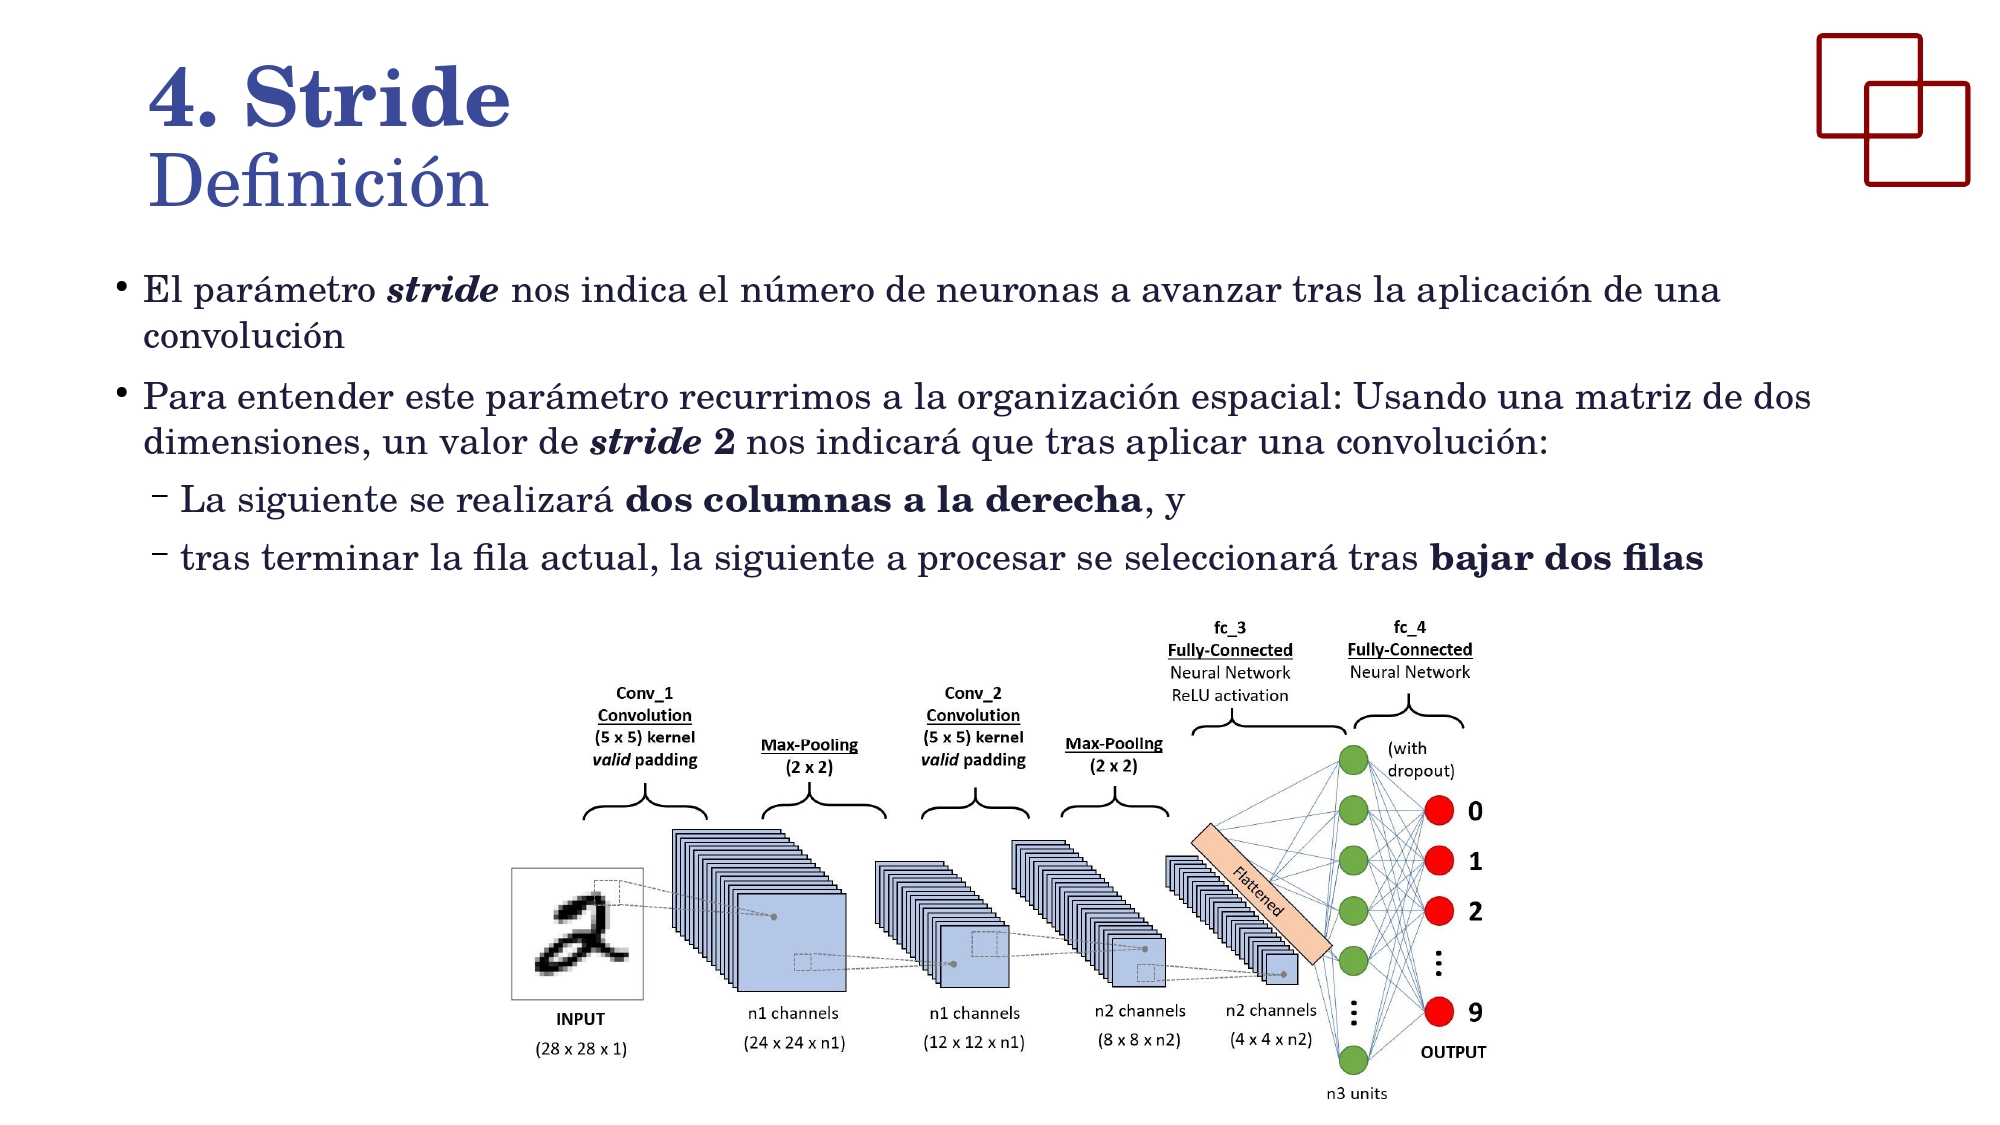 4. Stride
Definición
• El parámetro stride nos indica el número de neuronas a avanzar tras la aplicación de una
convolución
• Para entender este parámetro recurrimos a la organización espacial: Usando una matriz de dos
dimensiones, un valor de stride 2 nos indicará que tras aplicar una convolución:
– La siguiente se realizará dos columnas a la derecha, y
– tras terminar la fila actual, la siguiente a procesar se seleccionará tras bajar dos filas
Conv_1
Convolution
(5 x 5) kernel
valid padding
Max-Pooling
(2 x 2)
Conv_2
Convolution
(5 x 5) kernel
valid padding
Max-Pooling
(2 x 2)
fc_3
Fully-Connected
Neural Network
ReLU activation
fc_4
Fully-Connected
Neural Network
(with
dropout)
Flattened
0
1
2
9
OUTPUT
INPUT
(28 x 28 x 1)
n1 channels
(24 x 24 x n1)
n1 channels
(12 x 12 x n1)
n2 channels
(8 x 8 x n2)
n2 channels
(4 x 4 x n2)
n3 units